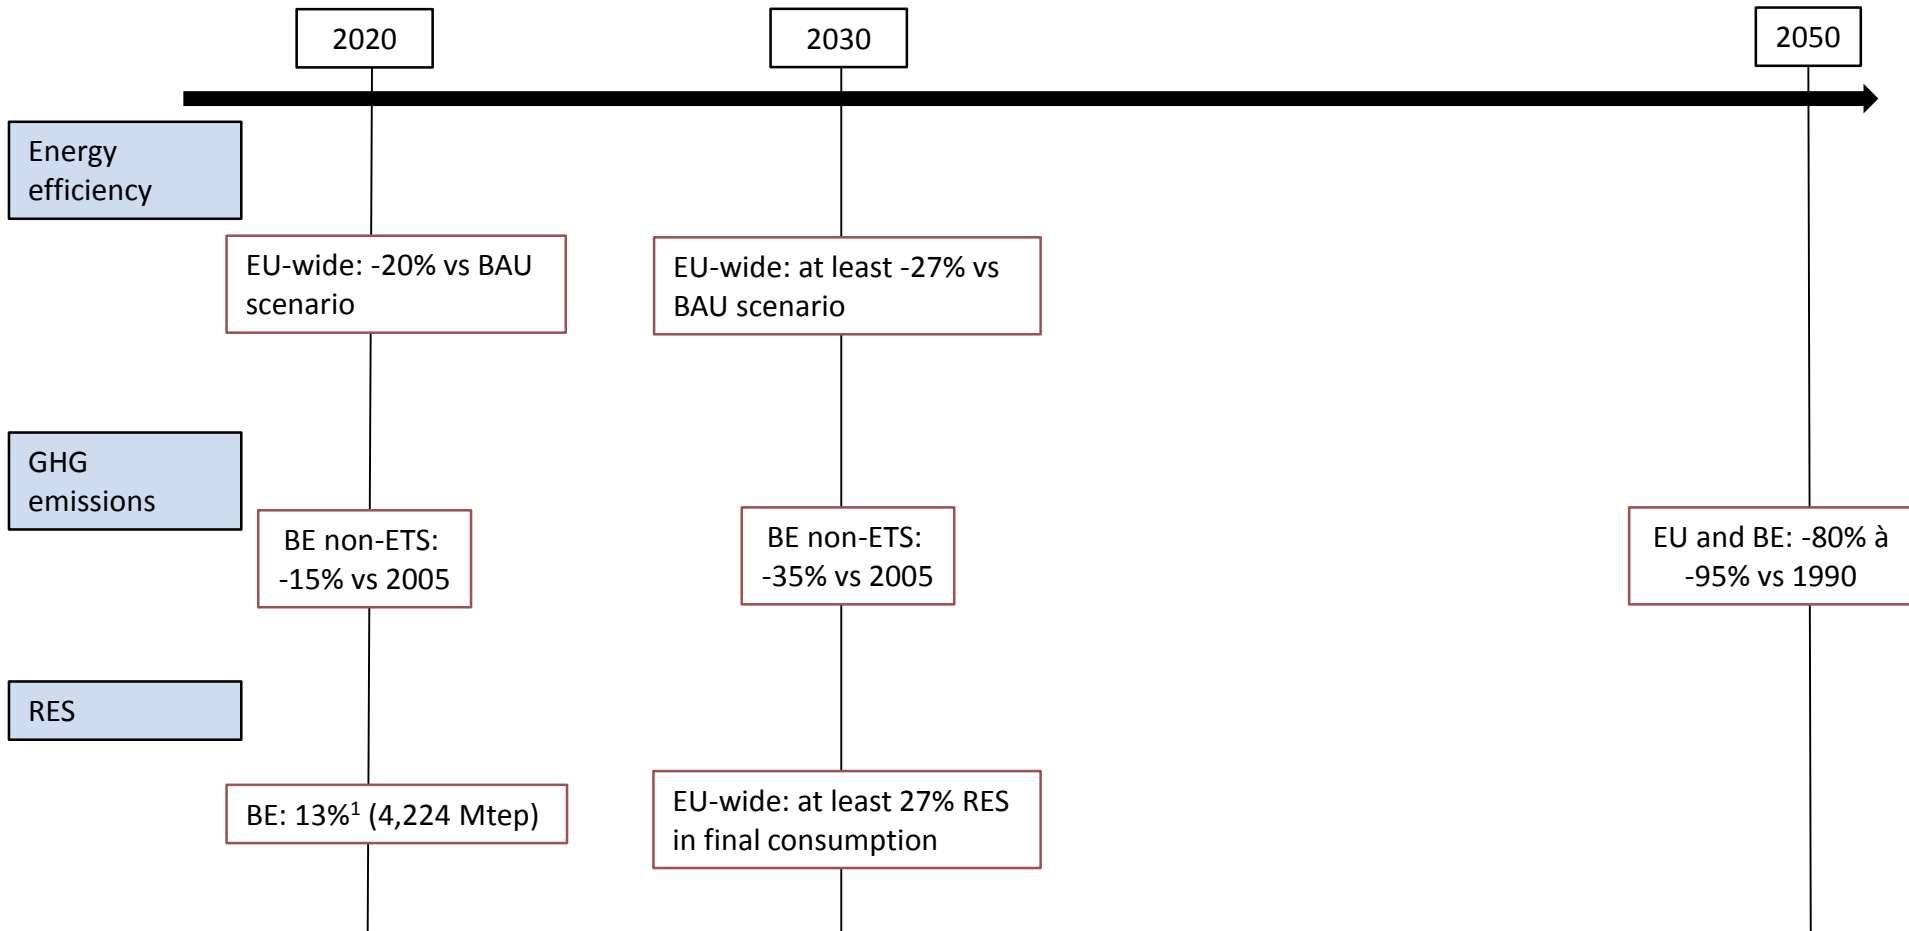 2020
2030
2050
Energy
efficiency
EU-wide: -20% vs BAU
scenario
EU-wide: at least -27% vs
BAU scenario
GHG
emissions
BE non-ETS:
-15% vs 2005
BE non-ETS:
-35% vs 2005
EU and BE: -80% à
-95% vs 1990
RES
BE: 13%¹ (4,224 Mtep)
EU-wide: at least 27% RES
in final consumption